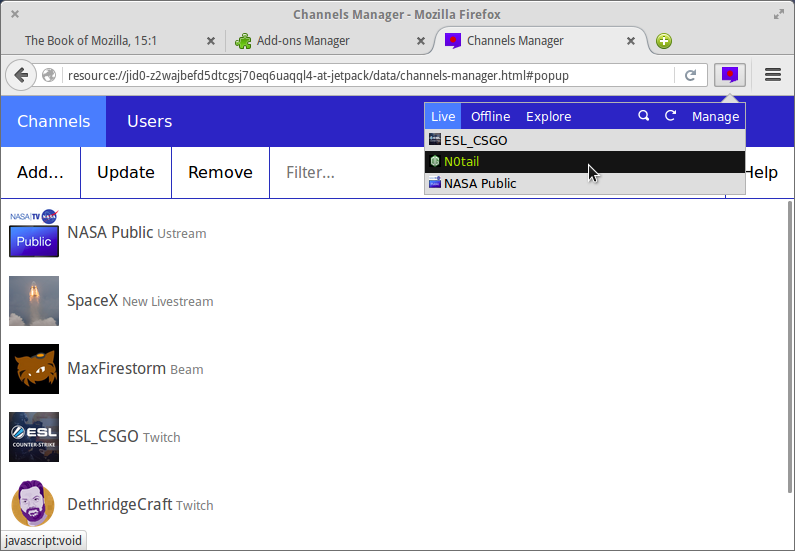 Channels Manager - Mozilla Firefox
The Book of Mozilla, 15:1
Add-ons Manager
Channels Manager
resource://jid0-z2wajbefd5dtcgsj70eq6uaqql4-at-jetpack/data/channels-manager.html#popup
Channels Users
Live Offline Explore Manage
ESL_CSGO
N0tail
NASA Public
Add... Update Remove Filter... Help
NASA TV NASA
Public
NASA Public Ustream
SpaceX New Livestream
MaxFirestorm Beam
ESL
COUNTER-STRIKE
ESL_CSGO Twitch
DethridgeCraft Twitch
javascript:void